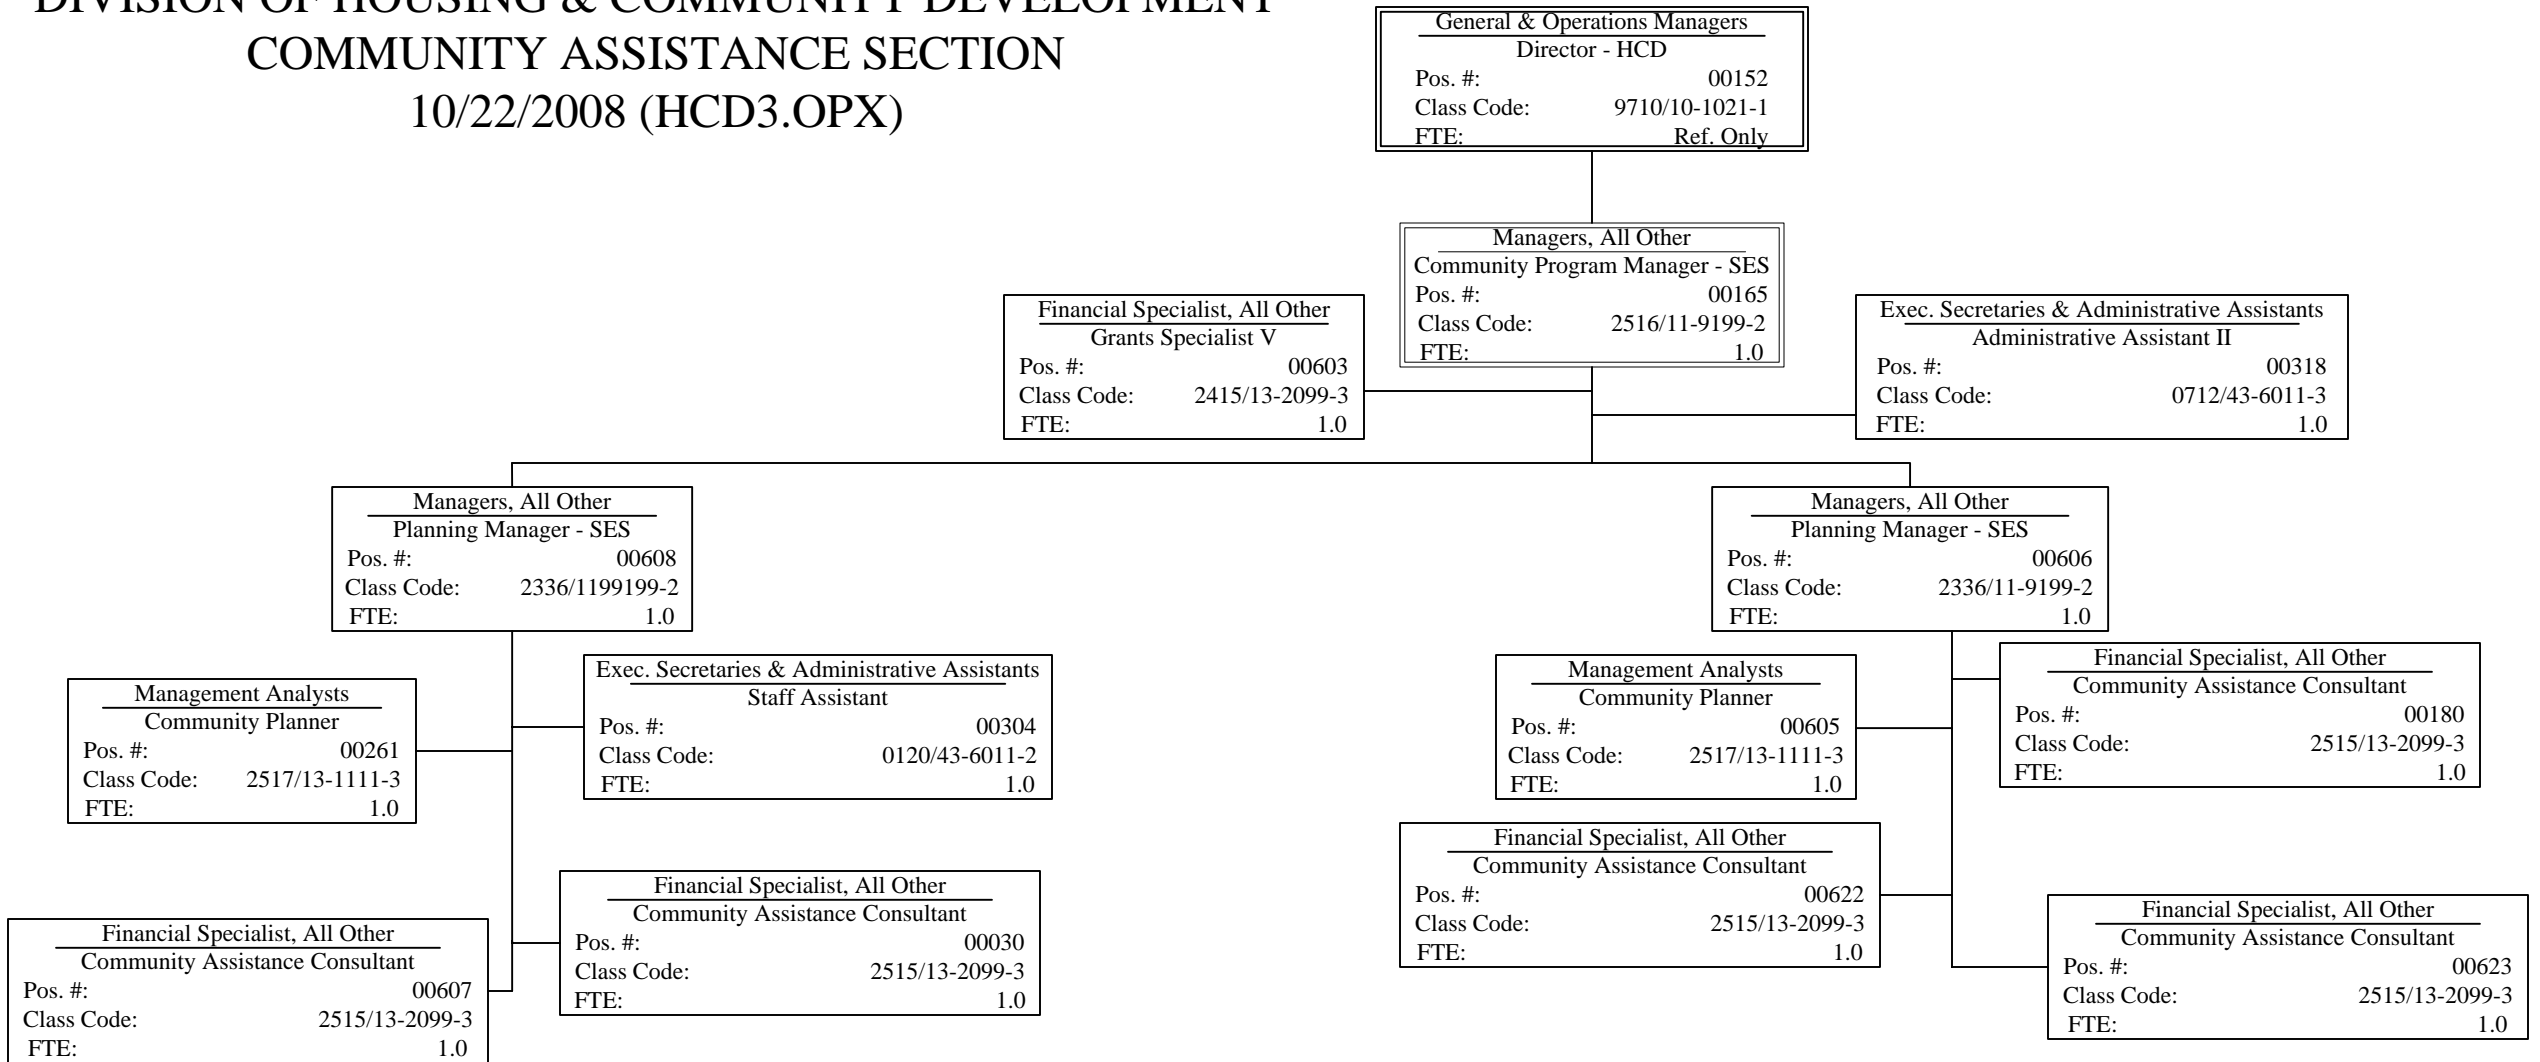 DIVISION OF HOUSING & COMMUNITY DEVELOPMENT
COMMUNITY ASSISTANCE SECTION
10/22/2008 (HCD3.OPX)
General & Operations Managers
Director - HCD
Pos. #: 00152
Class Code: 9710/10-1021-1
FTE: Ref. Only
Managers, All Other
Community Program Manager - SES
Pos. #: 00165
Class Code: 2516/11-9199-2
FTE: 1.0
Financial Specialist, All Other
Grants Specialist V
Pos. #: 00603
Class Code: 2415/13-2099-3
FTE: 1.0
Exec. Secretaries & Administrative Assistants
Administrative Assistant II
Pos. #: 00318
Class Code: 0712/43-6011-3
FTE: 1.0
Managers, All Other
Planning Manager - SES
Pos. #: 00608
Class Code: 2336/1199199-2
FTE: 1.0
Managers, All Other
Planning Manager - SES
Pos. #: 00606
Class Code: 2336/11-9199-2
FTE: 1.0
Management Analysts
Community Planner
Pos. #: 00261
Class Code: 2517/13-1111-3
FTE: 1.0
Exec. Secretaries & Administrative Assistants
Staff Assistant
Pos. #: 00304
Class Code: 0120/43-6011-2
FTE: 1.0
Management Analysts
Community Planner
Pos. #: 00605
Class Code: 2517/13-1111-3
FTE: 1.0
Financial Specialist, All Other
Community Assistance Consultant
Pos. #: 00180
Class Code: 2515/13-2099-3
FTE: 1.0
Financial Specialist, All Other
Community Assistance Consultant
Pos. #: 00607
Class Code: 2515/13-2099-3
FTE: 1.0
Financial Specialist, All Other
Community Assistance Consultant
Pos. #: 00030
Class Code: 2515/13-2099-3
FTE: 1.0
Financial Specialist, All Other
Community Assistance Consultant
Pos. #: 00622
Class Code: 2515/13-2099-3
FTE: 1.0
Financial Specialist, All Other
Community Assistance Consultant
Pos. #: 00623
Class Code: 2515/13-2099-3
FTE: 1.0